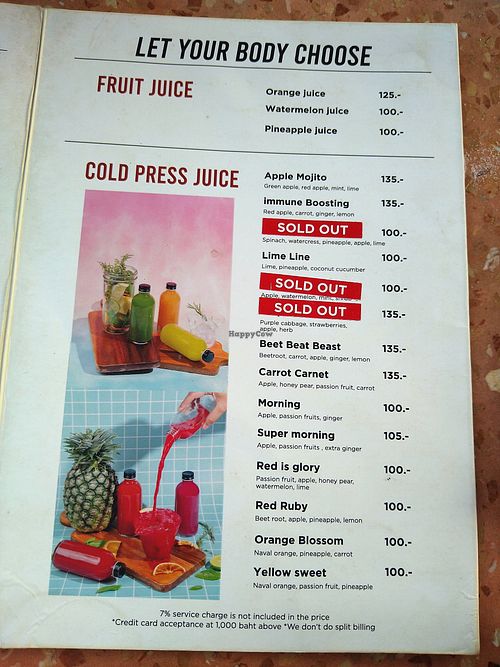 LET YOUR BODY CHOOSE
FRUIT JUICE
Orange juice 125.-
Watermelon juice 100.-
Pineapple juice 100.-
COLD PRESS JUICE
Apple Mojito 135.-
Green apple, red apple, mint, lime
immune Boosting 135.-
Red apple, carrot, ginger, lemon
SOLD OUT 100.-
Spinach, watercress, pineapple, apple, lime
Lime Line 100.-
Lime, pineapple, coconut cucumber
SOLD OUT 100.-
Apple, watermelon, mint,
SOLD OUT 135.-
Purple cabbage, strawberries,
apple, herb
Beet Beat Beast 135.-
Beetroot, carrot, apple, ginger, lemon
Carrot Carnet 135.-
Apple, honey pear, passion fruit, carrot
Morning 100.-
Apple, passion fruits, ginger
Super morning 105.-
Apple, passion fruits , extra ginger
Red is glory 100.-
Passion fruit, apple, honey pear,
watermelon, lime
Red Ruby 100.-
Beet root, apple, pineapple, lemon
Orange Blossom 100.-
Naval orange, pineapple, carrot
Yellow sweet 100.-
Naval orange, passion fruit, pineapple
HappyCow
7% service charge is not included in the price
*Credit card acceptance at 1,000 baht above *We don't do split billing